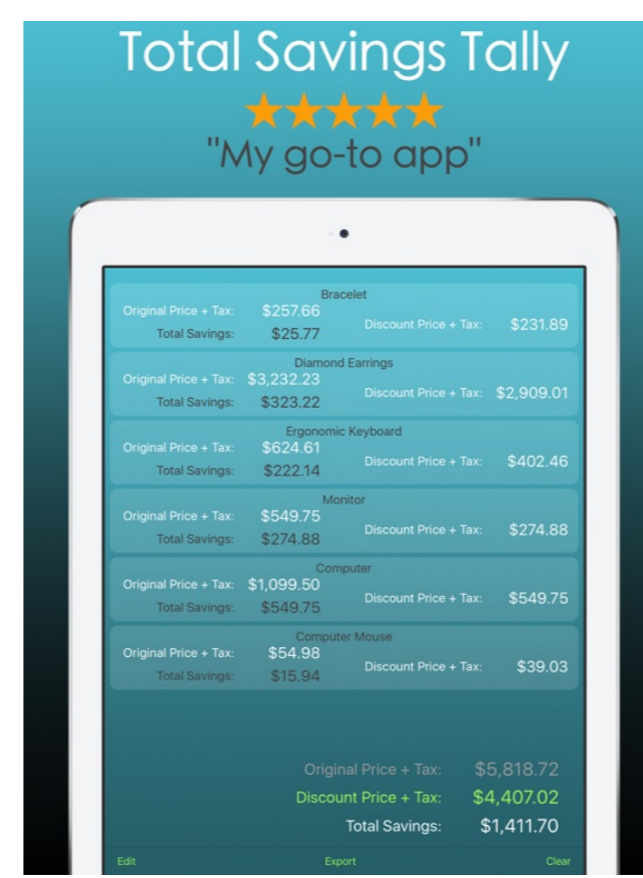 Total Savings Tally
"My go-to app"
Bracelet
Original Price + Tax: $257.66
Total Savings: $25.77
Discount Price + Tax: $231.89
Diamond Earrings
Original Price + Tax: $3,232.23
Total Savings: $323.22
Discount Price + Tax: $2,909.01
Ergonomic Keyboard
Original Price + Tax: $624.61
Total Savings: $222.14
Discount Price + Tax: $402.46
Monitor
Original Price + Tax: $549.75
Total Savings: $274.88
Discount Price + Tax: $274.88
Computer
Original Price + Tax: $1,099.50
Total Savings: $549.75
Discount Price + Tax: $549.75
Computer Mouse
Original Price + Tax: $54.98
Total Savings: $15.94
Discount Price + Tax: $39.03
Original Price + Tax: $5,818.72
Discount Price + Tax: $4,407.02
Total Savings: $1,411.70
Edit Export Clear